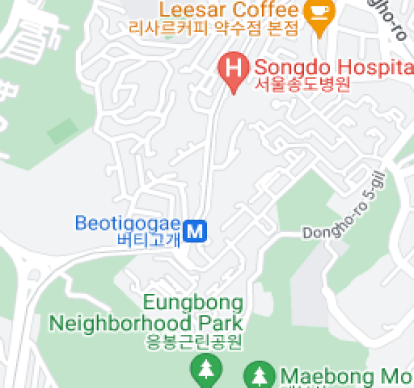 Leesar Coffee
리사르커피 약수점 본점
Dongho-ro
H
Songdo Hospita
서울송도병원
Dongho-ro 5-gil
Beotigogae
버티고개
M
Eungbong
Neighborhood Park
응봉근린공원
Maebong Mo